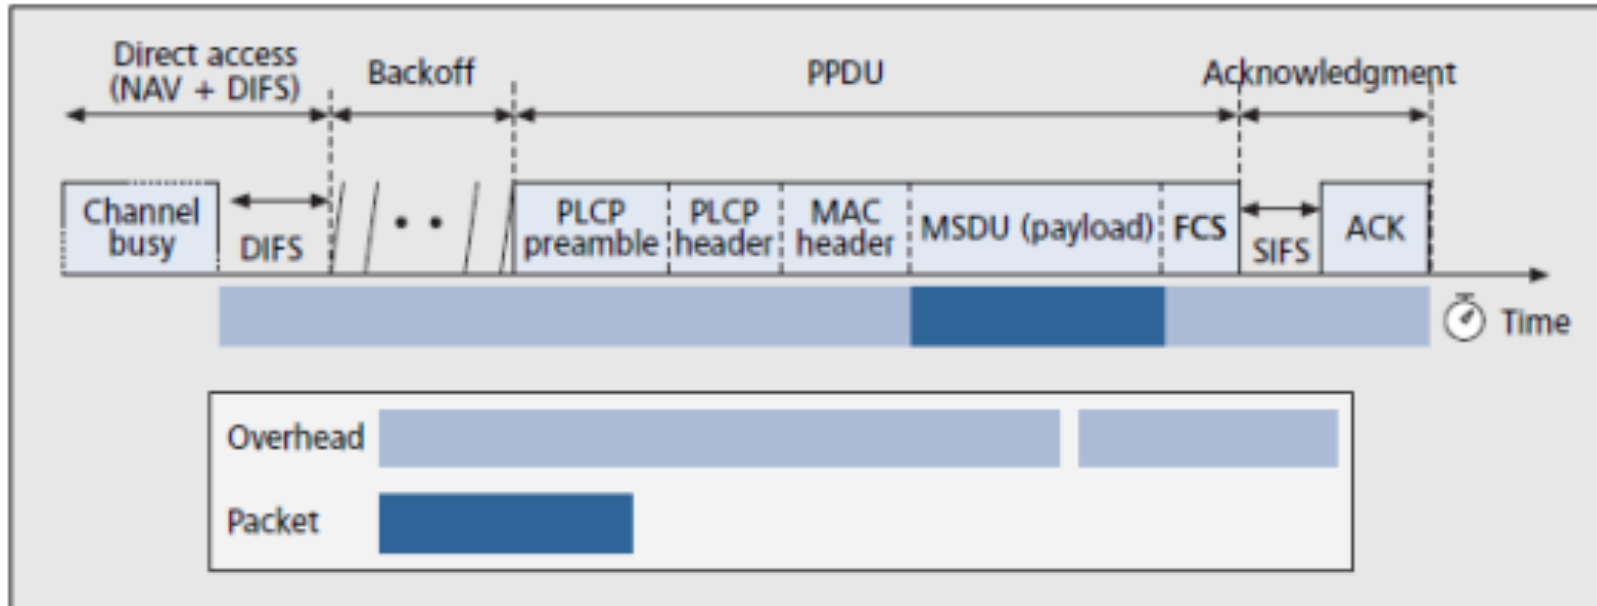 Direct access
(NAV + DIFS)
Backoff
PPDU
Acknowledgment
Channel
busy
DIFS
PLCP
preamble
PLCP
header
MAC
header
MSDU (payload)
FCS
SIFS
ACK
Time
Overhead
Packet